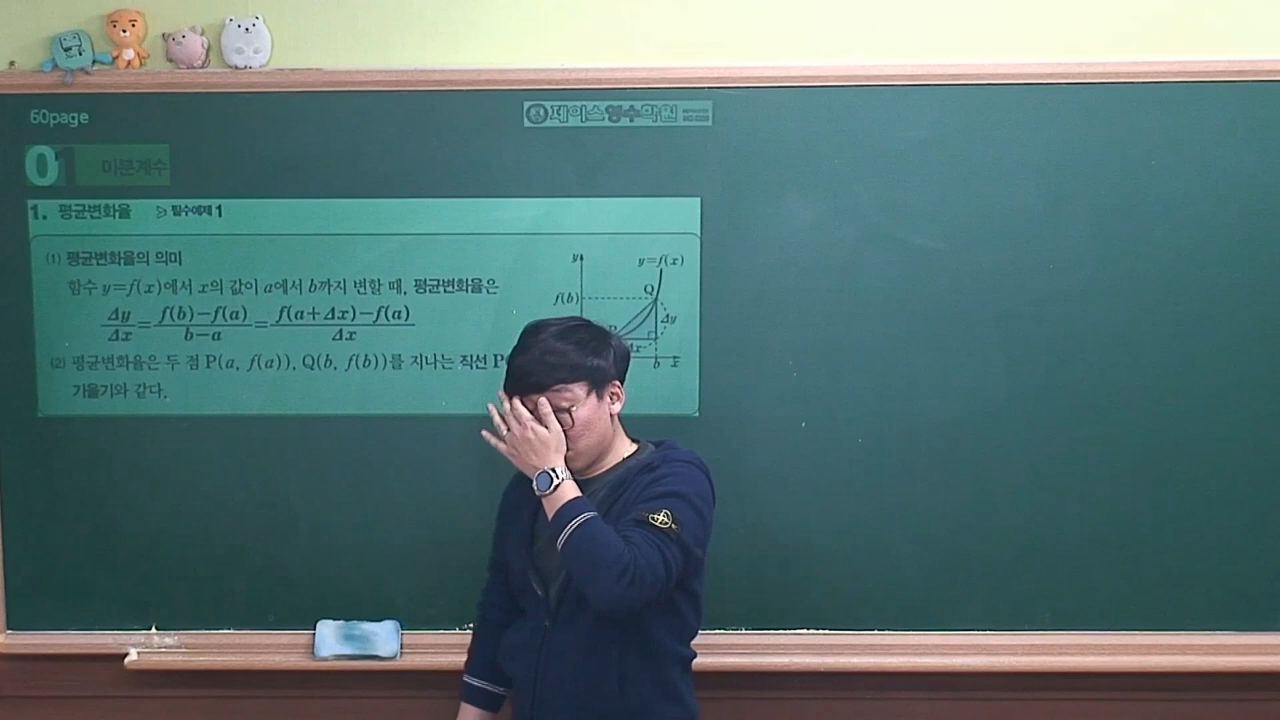 60page
제이스영수학원
01 미분계수
1. 평균변화율 ≫ 필수예제 1
(1) 평균변화율의 의미
함수 y=f(x)에서 x의 값이 a에서 b까지 변할 때, 평균변화율은
Δy/Δx = f(b)-f(a)/b-a = f(a+Δx)-f(a)/Δx
(2) 평균변화율은 두 점 P(a, f(a)), Q(b, f(b))를 지나는 직선 P
기울기와 같다.
y
y=f(x)
Q
f(b)
Δy
Δx
b
x